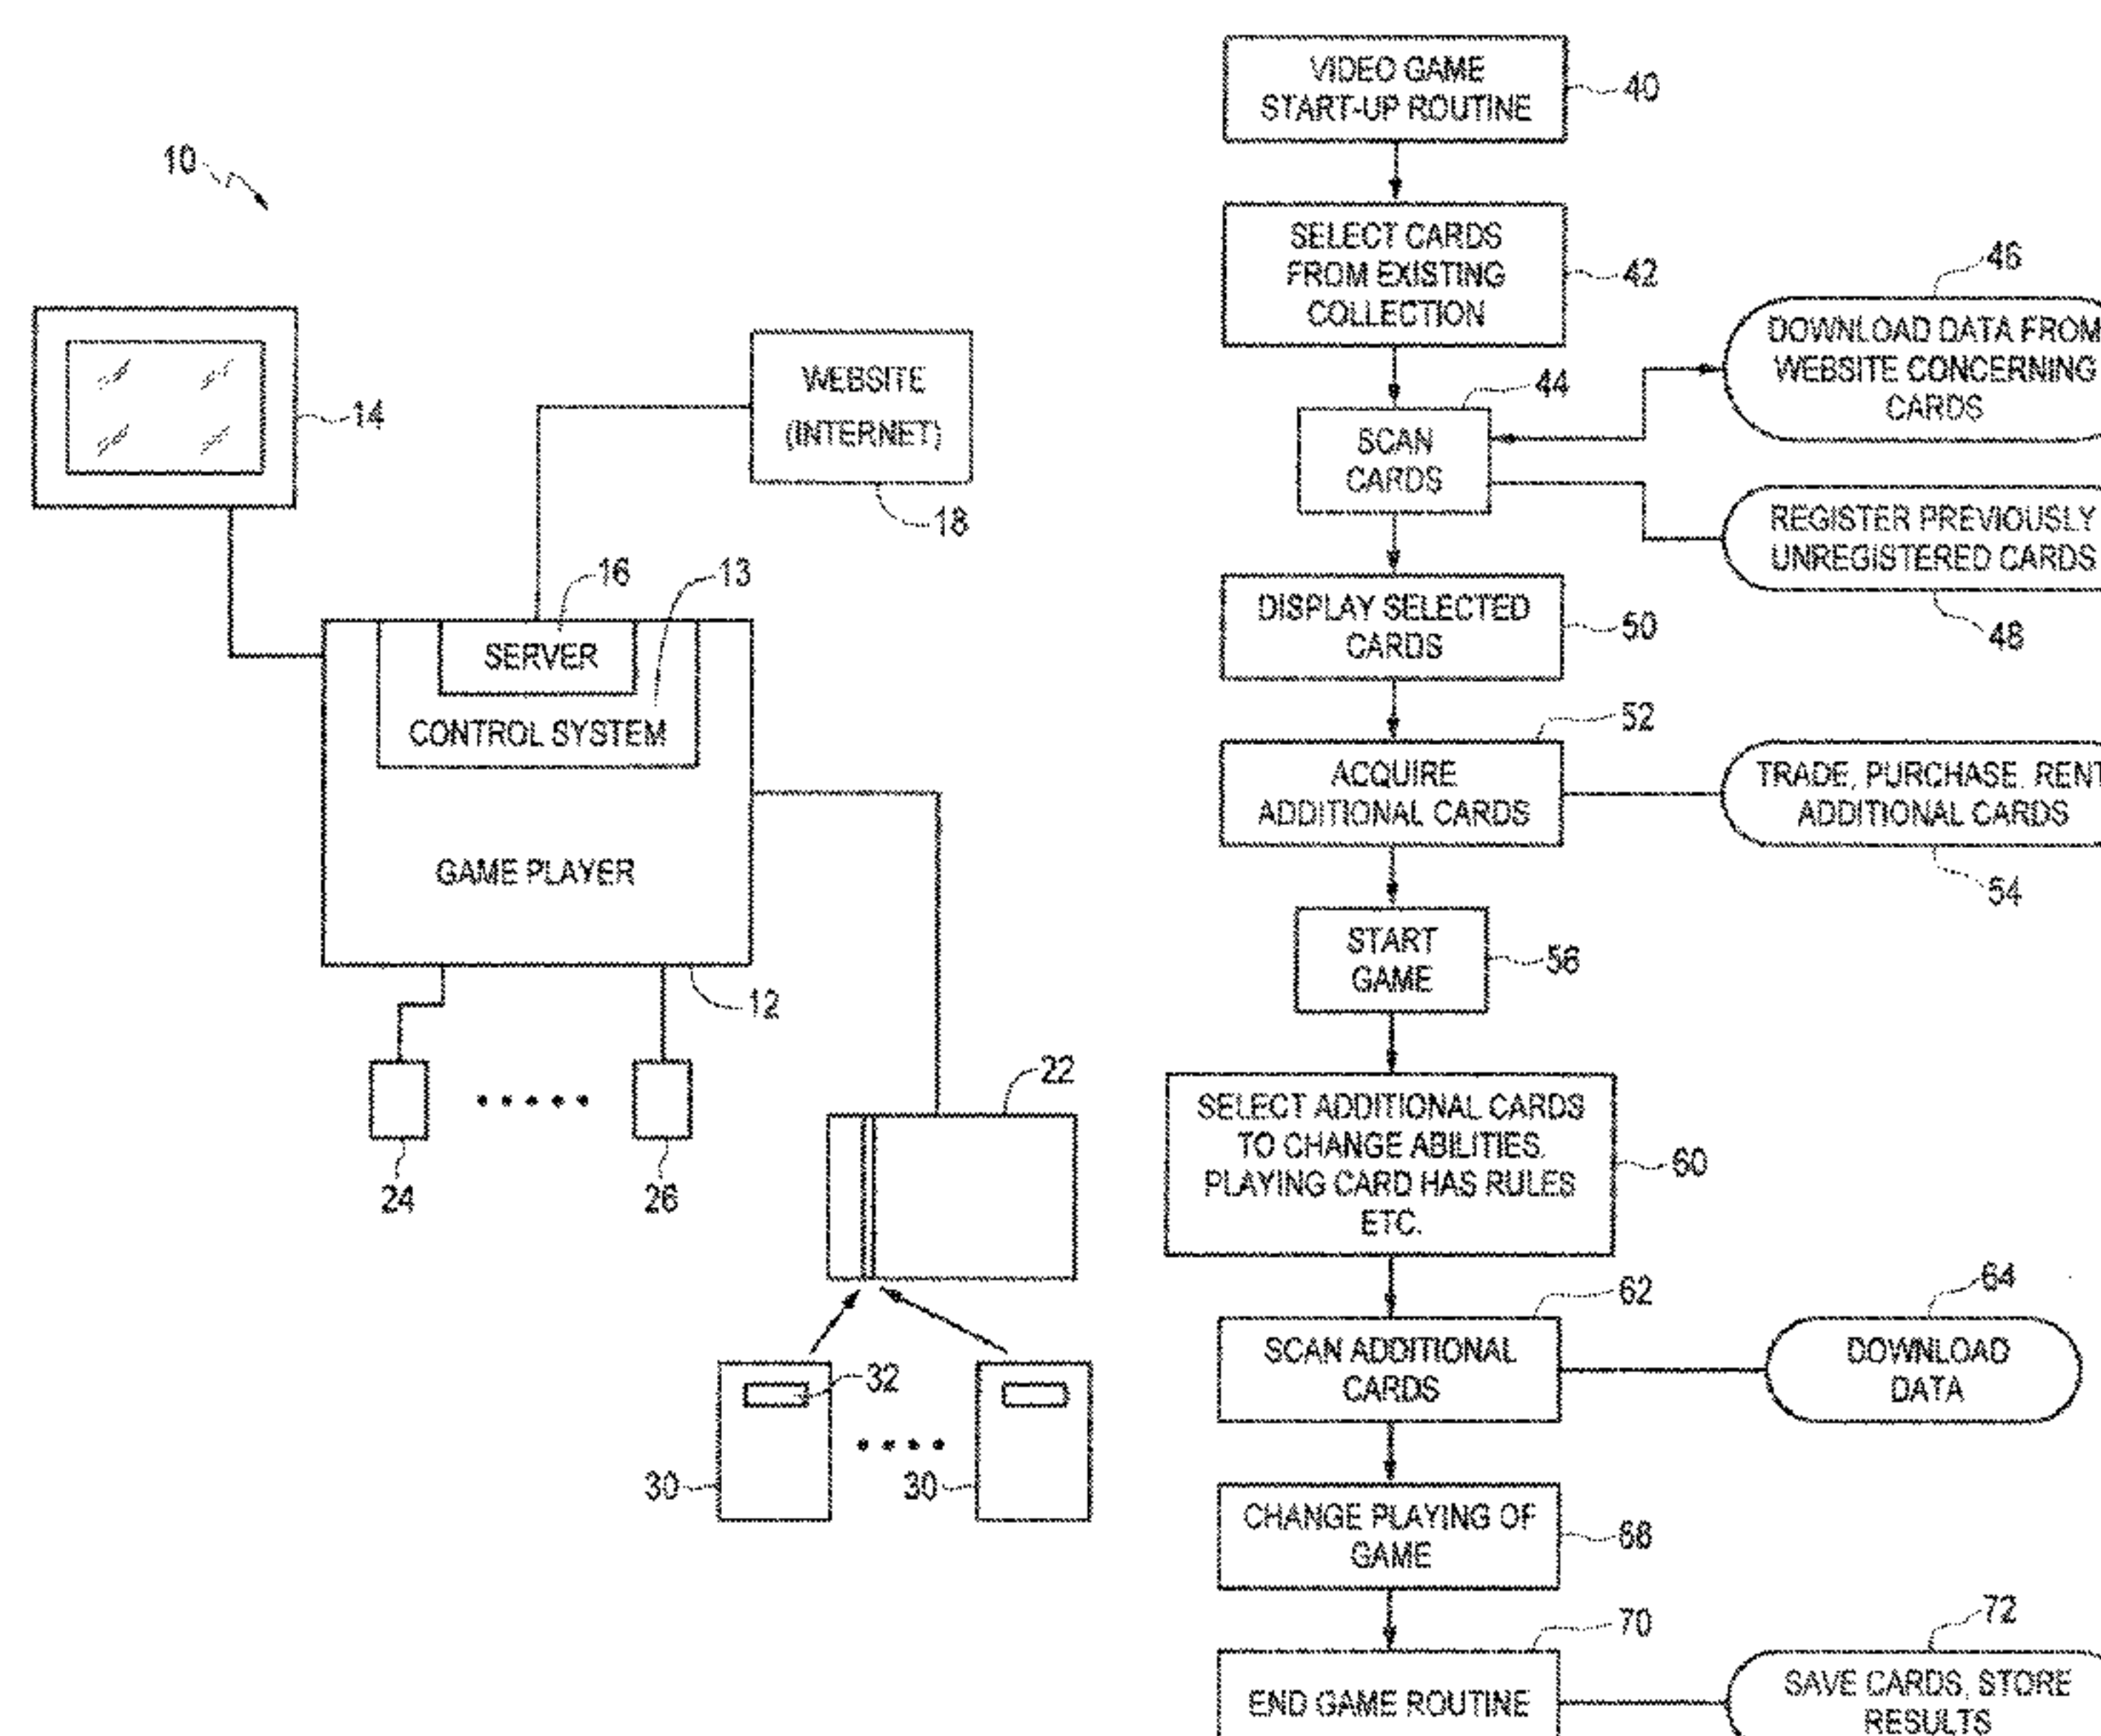 10
14
WEBSITE
(INTERNET)
18
16
13
SERVER
CONTROL SYSTEM
GAME PLAYER
12
24
26
22
32
30
30
VIDEO GAME
START-UP ROUTINE
40
SELECT CARDS
FROM EXISTING
COLLECTION
42
46
DOWNLOAD DATA FROM
WEBSITE CONCERNING
CARDS
44
SCAN
CARDS
REGISTER PREVIOUSLY
UNREGISTERED CARDS
48
DISPLAY SELECTED
CARDS
50
52
ACQUIRE
ADDITIONAL CARDS
TRADE, PURCHASE, RENT
ADDITIONAL CARDS
54
START
GAME
56
SELECT ADDITIONAL CARDS
TO CHANGE ABILITIES.
PLAYING CARD HAS RULES
ETC.
60
62
64
SCAN ADDITIONAL
CARDS
DOWNLOAD
DATA
CHANGE PLAYING OF
GAME
68
70
72
END GAME ROUTINE
SAVE CARDS, STORE
RESULTS